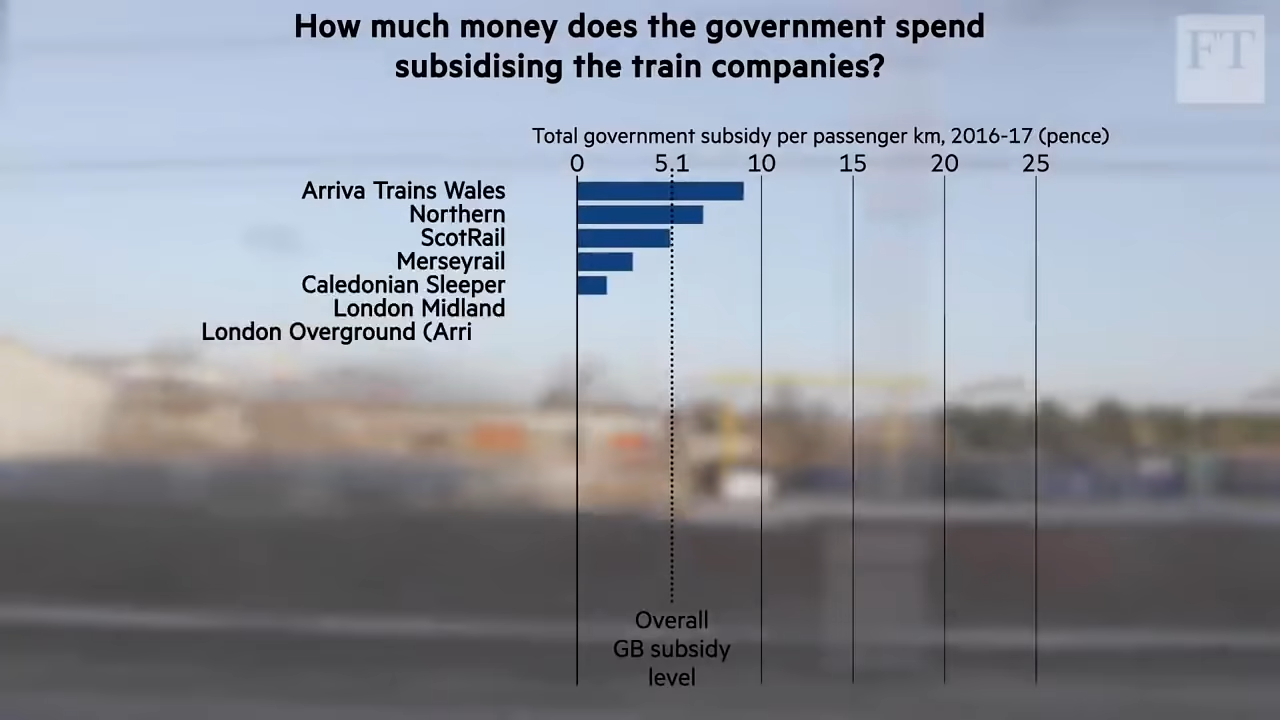 How much money does the government spend
subsidising the train companies?
FT
Total government subsidy per passenger km, 2016-17 (pence)
0 5.1 10 15 20 25
Arriva Trains Wales
Northern
ScotRail
Merseyrail
Caledonian Sleeper
London Midland
London Overground (Arri
Overall
GB subsidy
level